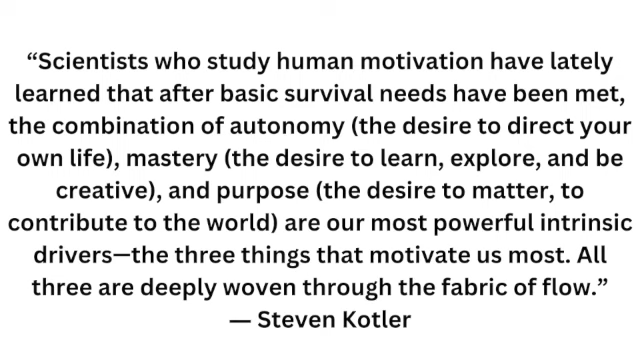 “Scientists who study human motivation have lately
learned that after basic survival needs have been met,
the combination of autonomy (the desire to direct your
own life), mastery (the desire to learn, explore, and be
creative), and purpose (the desire to matter, to
contribute to the world) are our most powerful intrinsic
drivers—the three things that motivate us most. All
three are deeply woven through the fabric of flow.”
— Steven Kotler